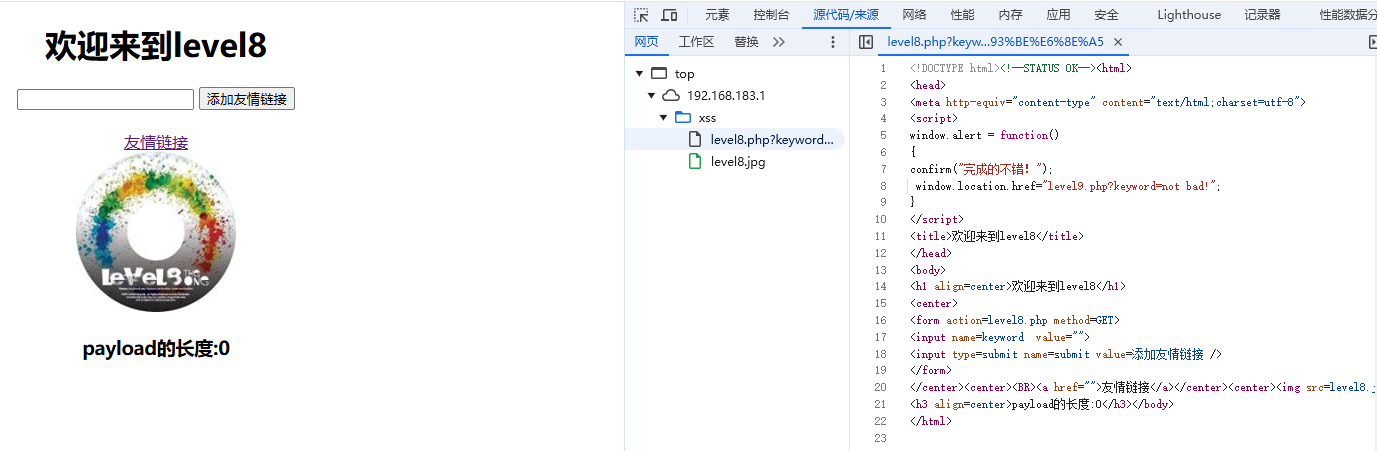 欢迎来到level8
添加友情链接
友情链接
LeVeL8 THE SONG
payload的长度:0
元素 控制台 源代码/来源 网络 性能 内存 应用 安全 Lighthouse 记录器 性能数据分
网页 工作区 替换
level8.php?keyw...93%BE%E6%8E%A5
top
192.168.183.1
xss
level8.php?keyword...
level8.jpg
1 <!DOCTYPE html><!--STATUS OK--><html>
2 <head>
3 <meta http-equiv="content-type" content="text/html;charset=utf-8">
4 <script>
5 window.alert = function()
6 {
7 confirm("完成的不错！");
8 window.location.href="level9.php?keyword=not bad!";
9 }
10 </script>
11 <title>欢迎来到level8</title>
12 </head>
13 <body>
14 <h1 align=center>欢迎来到level8</h1>
15 <center>
16 <form action=level8.php method=GET>
17 <input name=keyword  value="">
18 <input type=submit name=submit value=添加友情链接 />
19 </form>
20 </center><center><BR><a href="">友情链接</a></center><center><img src=level8.j
21 <h3 align=center>payload的长度:0</h3></body>
22 </html>
23